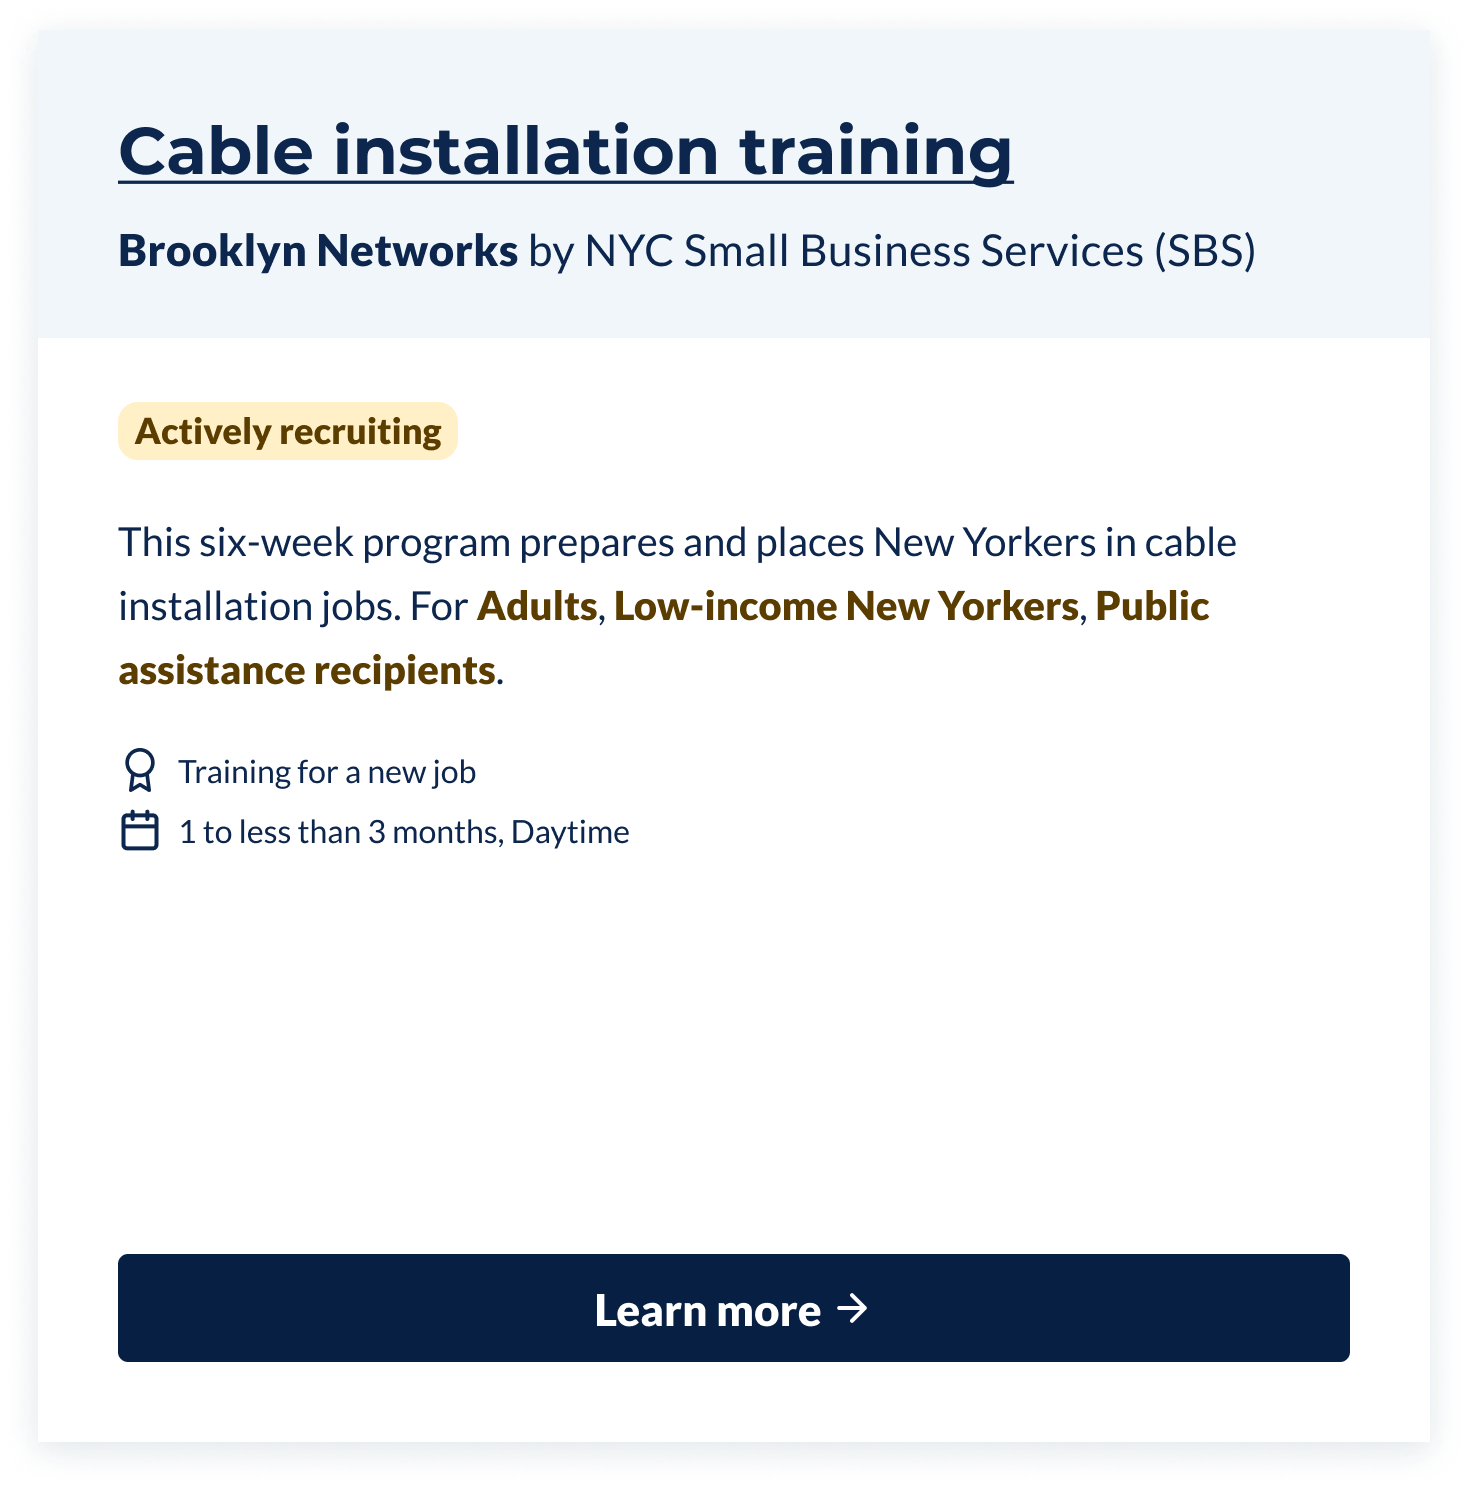 Cable installation training
Brooklyn Networks by NYC Small Business Services (SBS)
Actively recruiting
This six-week program prepares and places New Yorkers in cable
installation jobs. For Adults, Low-income New Yorkers, Public
assistance recipients.
Training for a new job
1 to less than 3 months, Daytime
Learn more →